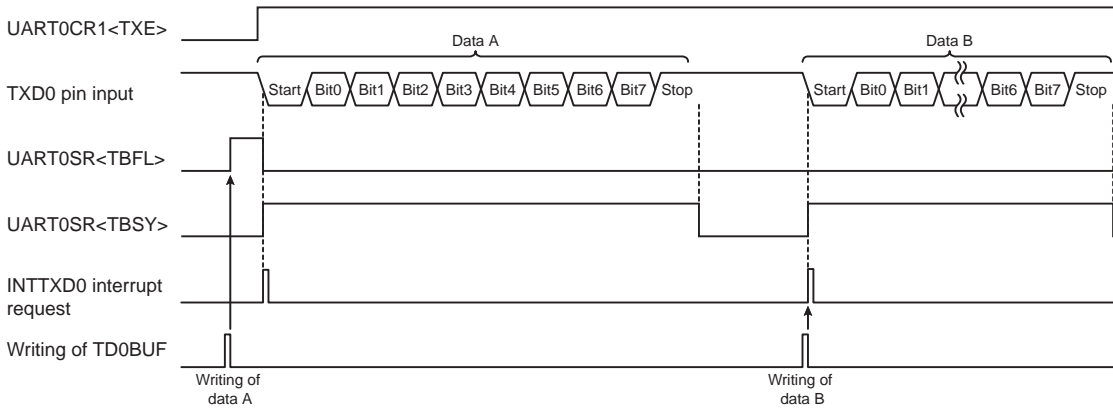 UART0CR1<TXE>
Data A
Data B
TXD0 pin input
Start Bit0 Bit1 Bit2 Bit3 Bit4 Bit5 Bit6 Bit7 Stop
Start Bit0 Bit1 Bit6 Bit7 Stop
UART0SR<TBFL>
UART0SR<TBSY>
INTTXD0 interrupt
request
Writing of TD0BUF
Writing of
data A
Writing of
data B